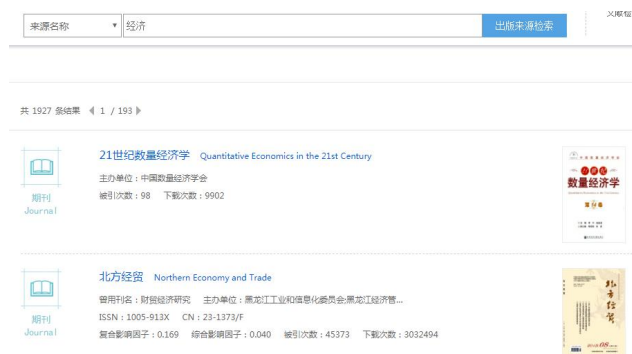 文献检
来源名称 经济 出版来源检索
共 1927 条结果 1 / 193
21世纪数量经济学 Quantitative Economics in the 21st Century
主办单位：中国数量经济学会
被引次数：98 下载次数：9902
期刊
Journal
数量经济学
北方经贸 Northern Economy and Trade
曾用刊名：财贸经济研究 主办单位：黑龙江工业和信息化委员会;黑龙江经济管...
ISSN：1005-913X CN：23-1373/F
复合影响因子：0.169 综合影响因子：0.040 被引次数：45373 下载次数：3032494
期刊
Journal
北方经贸